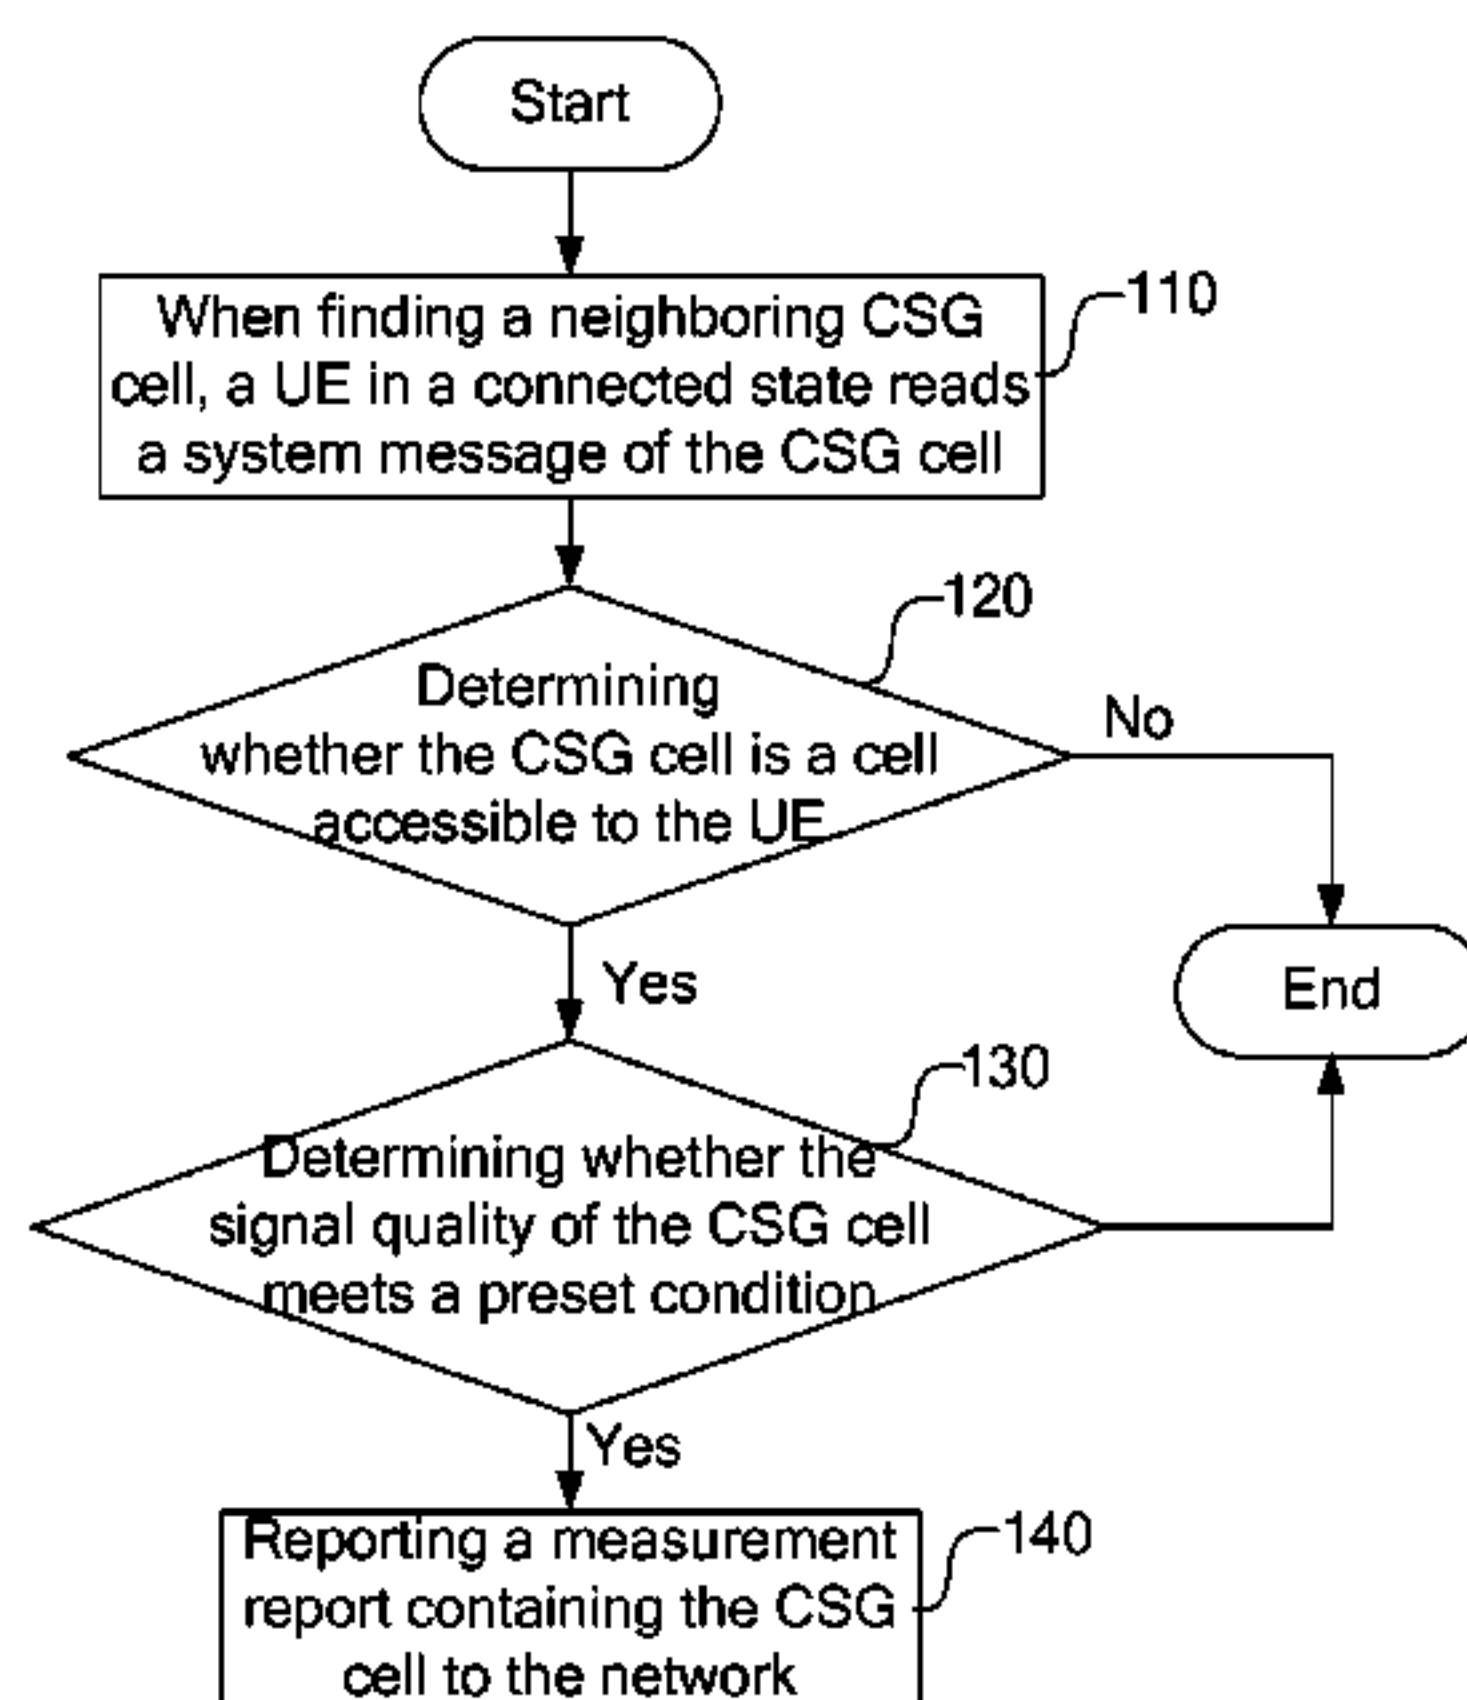 Start
When finding a neighboring CSG
cell, a UE in a connected state reads
a system message of the CSG cell
110
120
Determining
whether the CSG cell is a cell
accessible to the UE
No
Yes
End
130
Determining whether the
signal quality of the CSG cell
meets a preset condition
Yes
Reporting a measurement
report containing the CSG
cell to the network
140